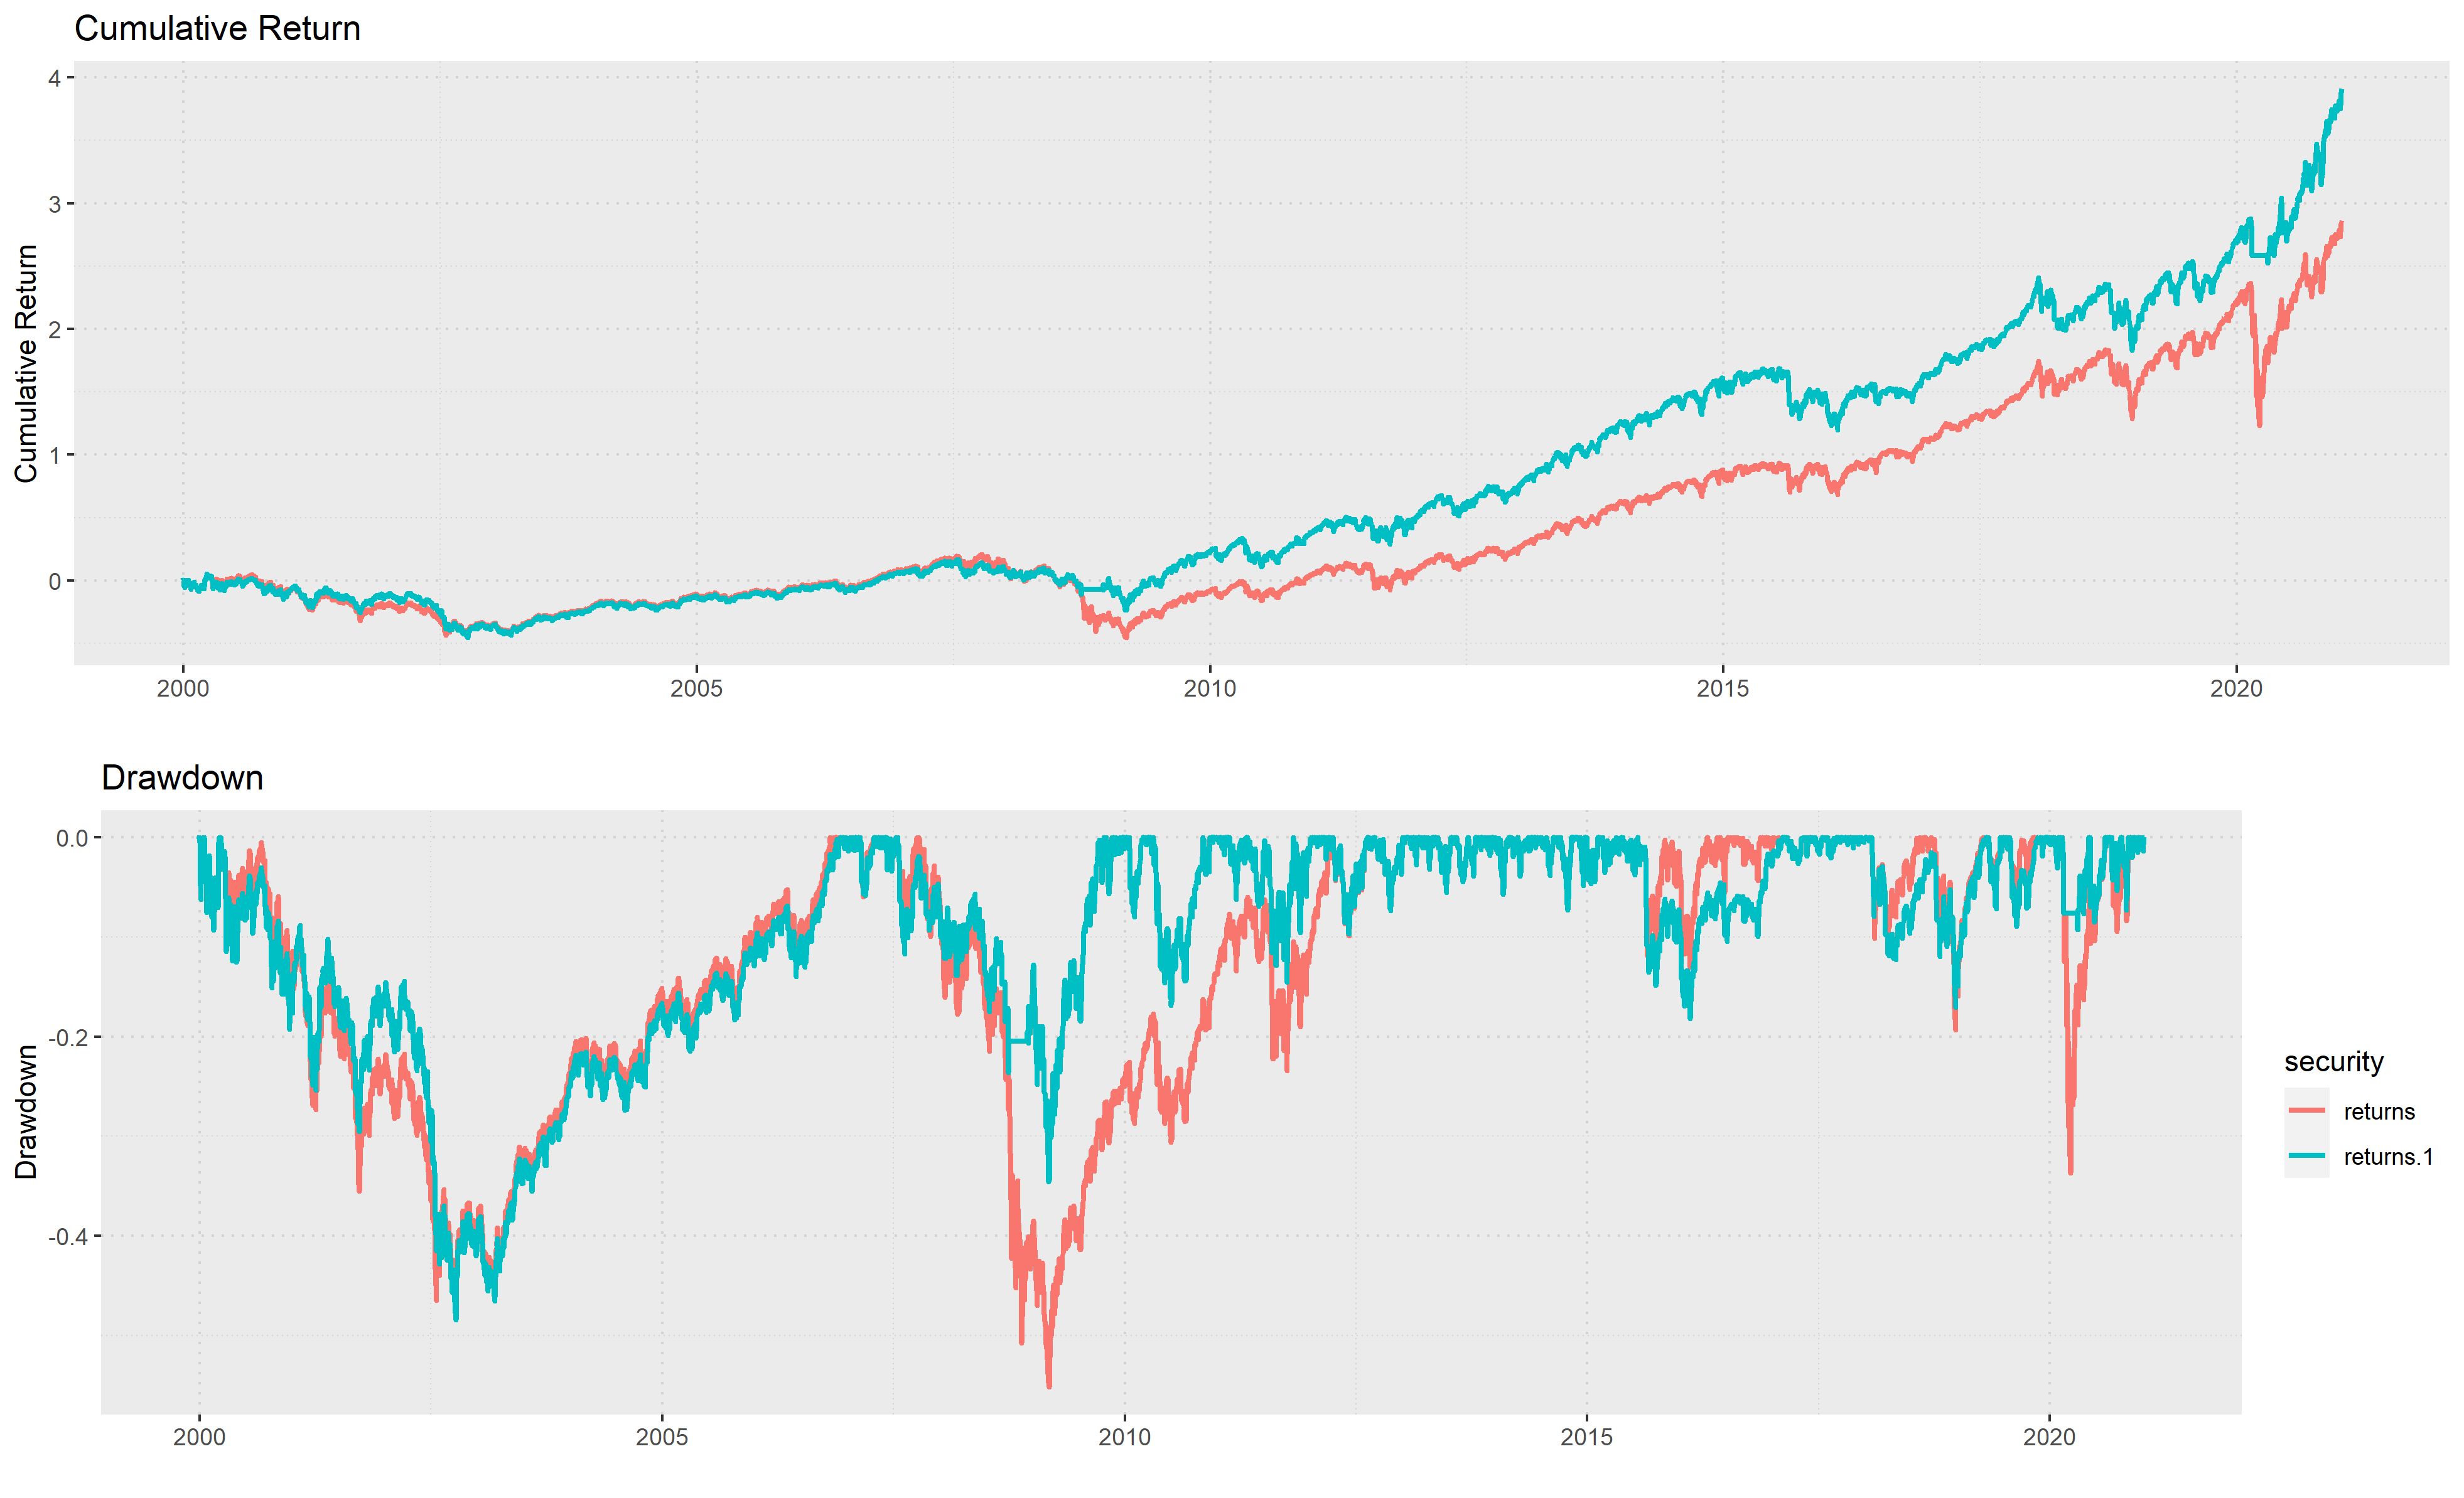 Cumulative Return
Cumulative Return
4
3
2
1
0
2000 2005 2010 2015 2020
Drawdown
Drawdown
0.0
-0.2
-0.4
2000 2005 2010 2015 2020
security
returns
returns.1